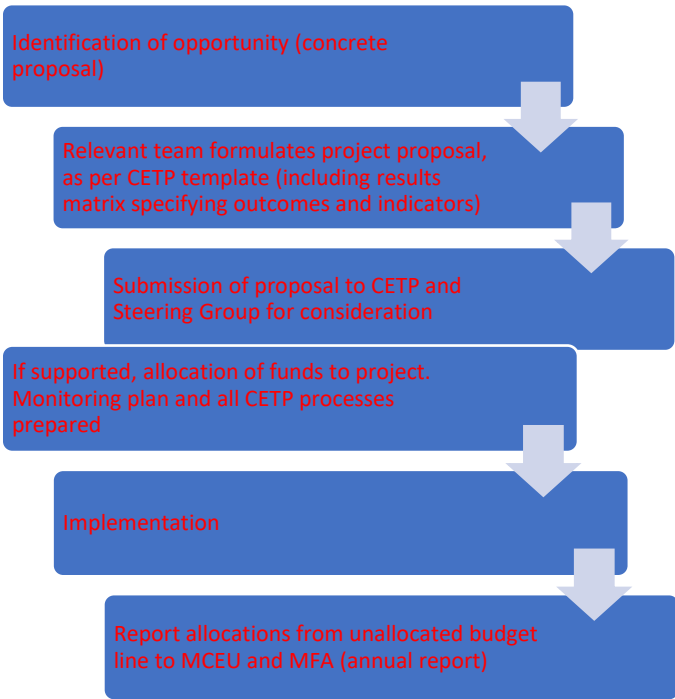 Identification of opportunity (concrete
proposal)
Relevant team formulates project proposal,
as per CETP template (including results
matrix specifying outcomes and indicators)
Submission of proposal to CETP and
Steering Group for consideration
If supported, allocation of funds to project.
Monitoring plan and all CETP processes
prepared
Implementation
Report allocations from unallocated budget
line to MCEU and MFA (annual report)